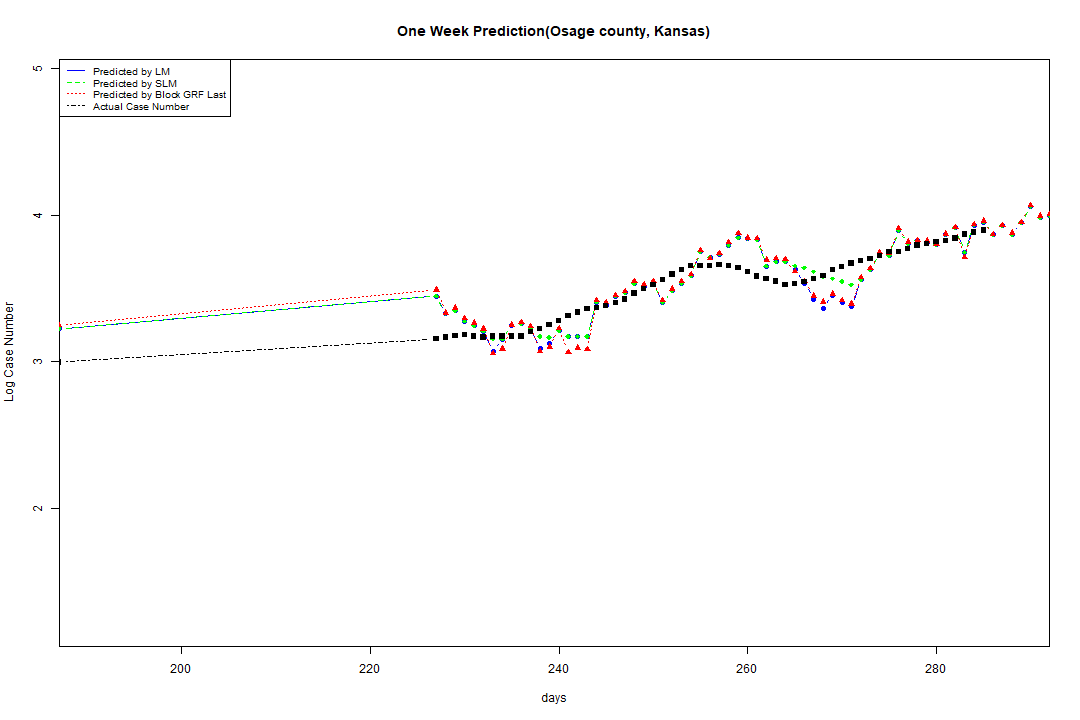 One Week Prediction(Osage county, Kansas)
Predicted by LM
Predicted by SLM
Predicted by Block GRF Last
Actual Case Number
5
4
3
2
Log Case Number
200 220 240 260 280
days